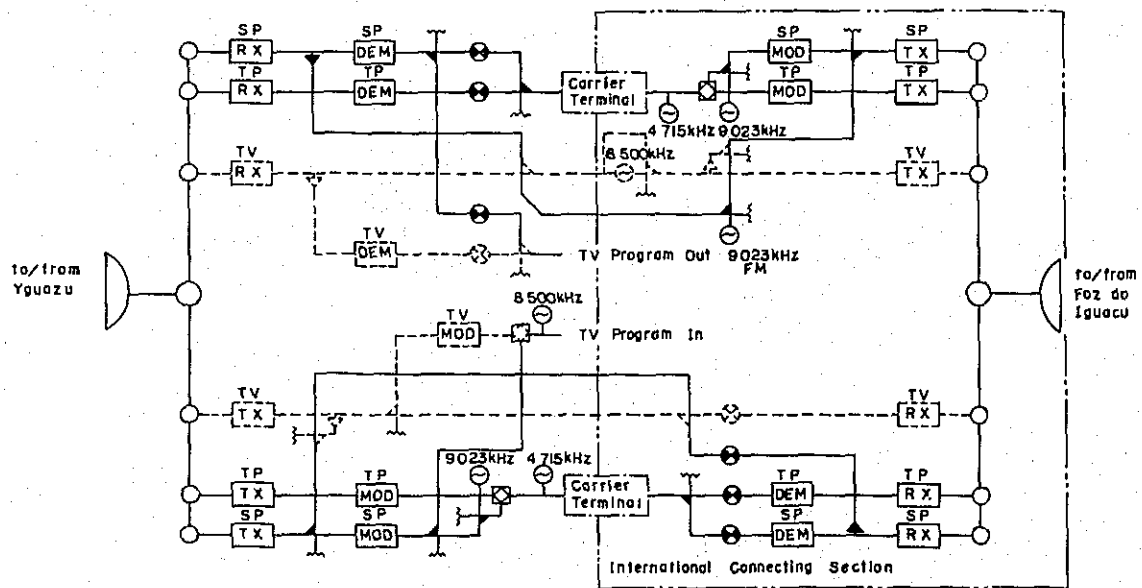 SP SP SP SP
RX DEM MOD TX
TP TP TP TP
RX DEM Carrier Terminal MOD TX
4 715kHz 9 023kHz
8 500kHz
TV TV
RX TX
TV
DEM TV Program Out 9 023kHz
FM
to/from
Yguazu
to/from
Foz do
Iguacu
8 500kHz
TV
MOD TV Program In
TV TV
TX RX
9 023kHz 4 715kHz
TP TP TP TP
TX MOD Carrier Terminal DEM RX
SP SP SP SP
TX MOD DEM RX
International Connecting Section